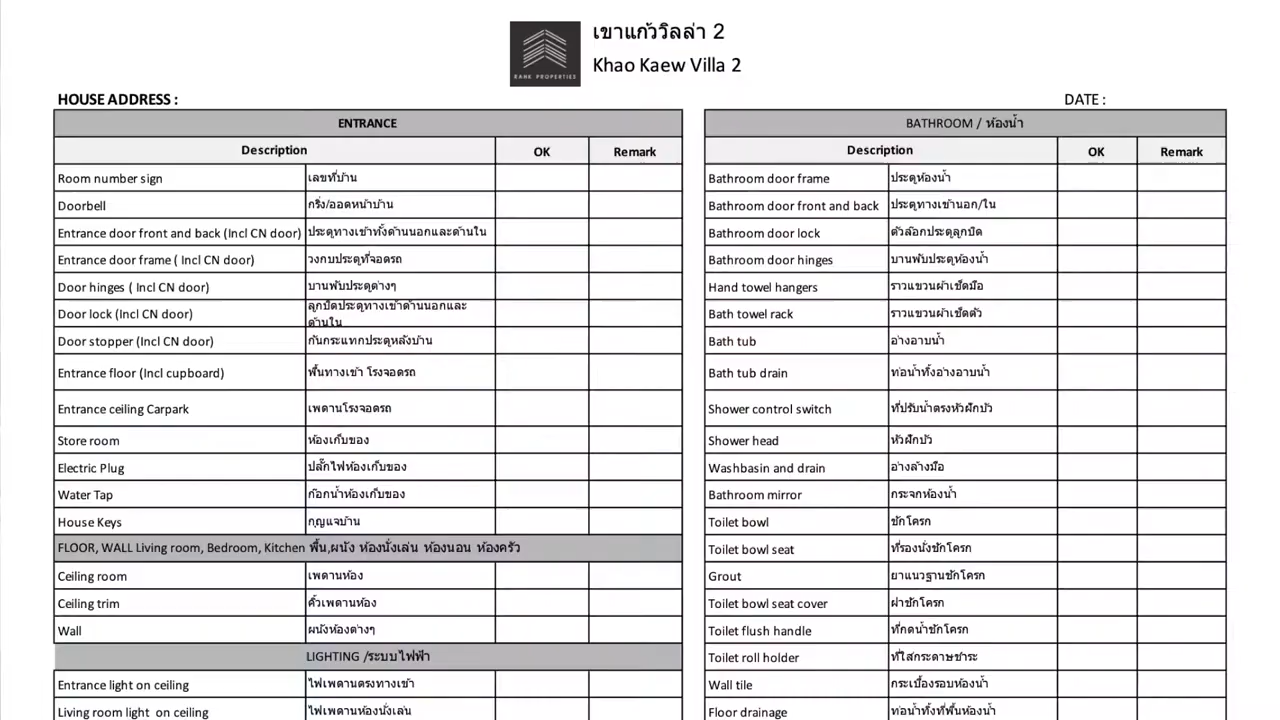 เขาแก้ววิลล่า 2
RANK PROPERTIES
Khao Kaew Villa 2
HOUSE ADDRESS :
DATE :
ENTRANCE
Description OK Remark
Room number sign เลขที่บ้าน
Doorbell กริ่ง/ออดหน้าบ้าน
Entrance door front and back (Incl CN door) ประตูทางเข้าทั้งด้านนอกและด้านใน
Entrance door frame ( Incl CN door) วงกบประตูที่จอดรถ
Door hinges ( Incl CN door) บานพับประตูต่างๆ
Door lock (Incl CN door) ลูกบิดประตูทางเข้าด้านนอกและ
ด้านใน
Door stopper (Incl CN door) กันกระแทกประตูหลังบ้าน
Entrance floor (Incl cupboard) พื้นทางเข้า โรงจอดรถ
Entrance ceiling Carpark เพดานโรงจอดรถ
Store room ห้องเก็บของ
Electric Plug ปลั๊กไฟห้องเก็บของ
Water Tap ก๊อกน้ำห้องเก็บของ
House Keys กุญแจบ้าน
FLOOR, WALL Living room, Bedroom, Kitchen พื้น,ผนัง ห้องนั่งเล่น ห้องนอน ห้องครัว
Ceiling room เพดานห้อง
Ceiling trim คิ้วเพดานห้อง
Wall ผนังห้องต่างๆ
LIGHTING /ระบบไฟฟ้า
Entrance light on ceiling ไฟเพดานตรงทางเข้า
Living room light on ceiling ไฟเพดานห้องนั่งเล่น
BATHROOM / ห้องน้ำ
Description OK Remark
Bathroom door frame ประตูห้องน้ำ
Bathroom door front and back ประตูทางเข้านอก/ใน
Bathroom door lock ตัวล๊อกประตูลูกบิด
Bathroom door hinges บานพับประตูห้องน้ำ
Hand towel hangers ราวแขวนผ้าเช็ดมือ
Bath towel rack ราวแขวนผ้าเช็ดตัว
Bath tub อ่างอาบน้ำ
Bath tub drain ท่อน้ำทิ้งอ่างอาบน้ำ
Shower control switch ที่ปรับน้ำตรงหัวฝักบัว
Shower head หัวฝักบัว
Washbasin and drain อ่างล้างมือ
Bathroom mirror กระจกห้องน้ำ
Toilet bowl ชักโครก
Toilet bowl seat ที่รองนั่งชักโครก
Grout ยาแนวฐานชักโครก
Toilet bowl seat cover ฝาชักโครก
Toilet flush handle ที่กดน้ำชักโครก
Toilet roll holder ที่ใส่กระดาษชำระ
Wall tile กระเบื้องรอบห้องน้ำ
Floor drainage ท่อน้ำทิ้งที่พื้นห้องน้ำ